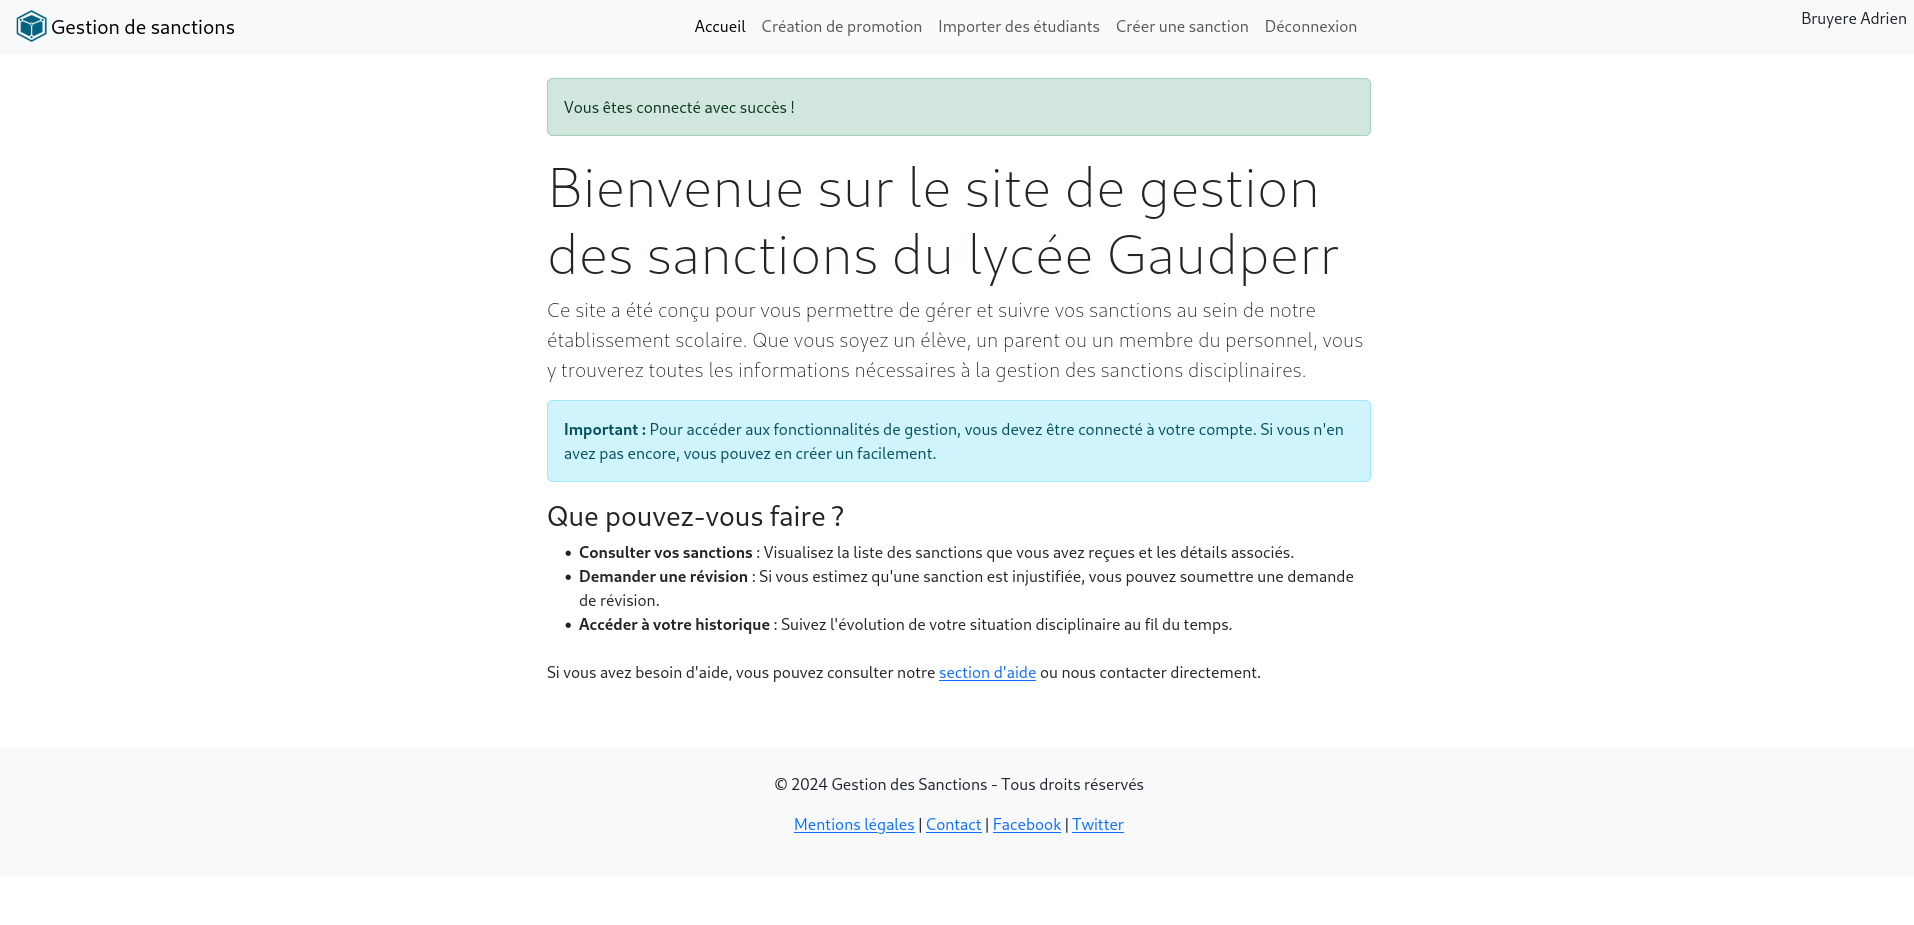 Gestion de sanctions
Accueil Création de promotion Importer des étudiants Créer une sanction Déconnexion
Bruyere Adrien
Vous êtes connecté avec succès !
Bienvenue sur le site de gestion
des sanctions du lycée Gaudperr
Ce site a été conçu pour vous permettre de gérer et suivre vos sanctions au sein de notre
établissement scolaire. Que vous soyez un élève, un parent ou un membre du personnel, vous
y trouverez toutes les informations nécessaires à la gestion des sanctions disciplinaires.
Important : Pour accéder aux fonctionnalités de gestion, vous devez être connecté à votre compte. Si vous n'en
avez pas encore, vous pouvez en créer un facilement.
Que pouvez-vous faire ?
• Consulter vos sanctions : Visualisez la liste des sanctions que vous avez reçues et les détails associés.
• Demander une révision : Si vous estimez qu'une sanction est injustifiée, vous pouvez soumettre une demande
de révision.
• Accéder à votre historique : Suivez l'évolution de votre situation disciplinaire au fil du temps.
Si vous avez besoin d'aide, vous pouvez consulter notre section d'aide ou nous contacter directement.
© 2024 Gestion des Sanctions - Tous droits réservés
Mentions légales | Contact | Facebook | Twitter